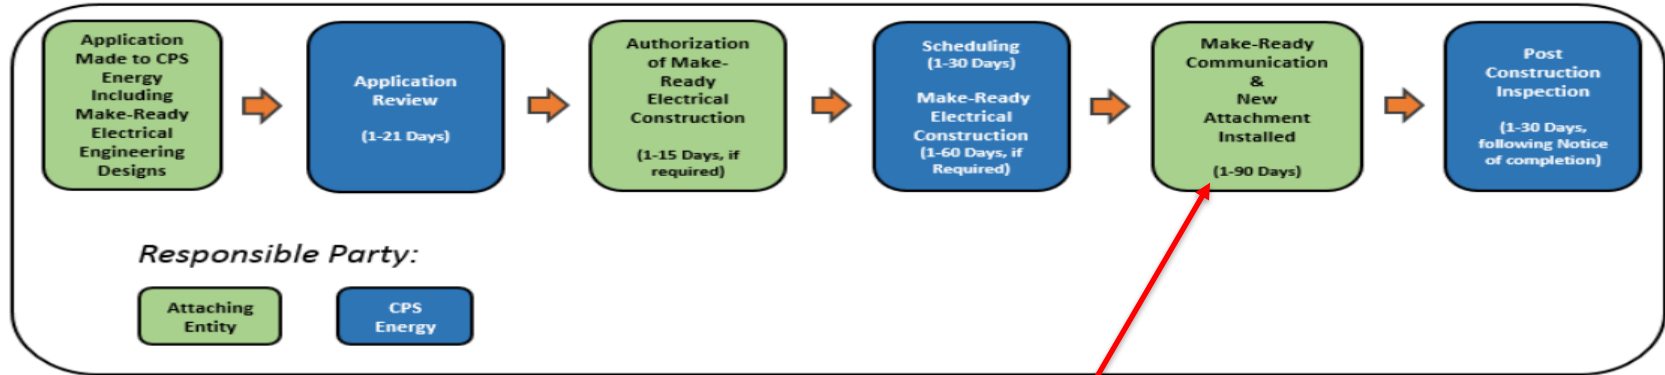 Application
Made to CPS
Energy
Including
Make-Ready
Electrical
Engineering
Designs
Application
Review
(1-21 Days)
Authorization
of Make-
Ready
Electrical
Construction
(1-15 Days, if
required)
Scheduling
(1-30 Days)
Make-Ready
Electrical
Construction
(1-60 Days, if
Required)
Make-Ready
Communication
&
New
Attachment
Installed
(1-90 Days)
Post
Construction
Inspection
(1-30 Days,
following Notice
of completion)
Responsible Party:
Attaching
Entity
CPS
Energy